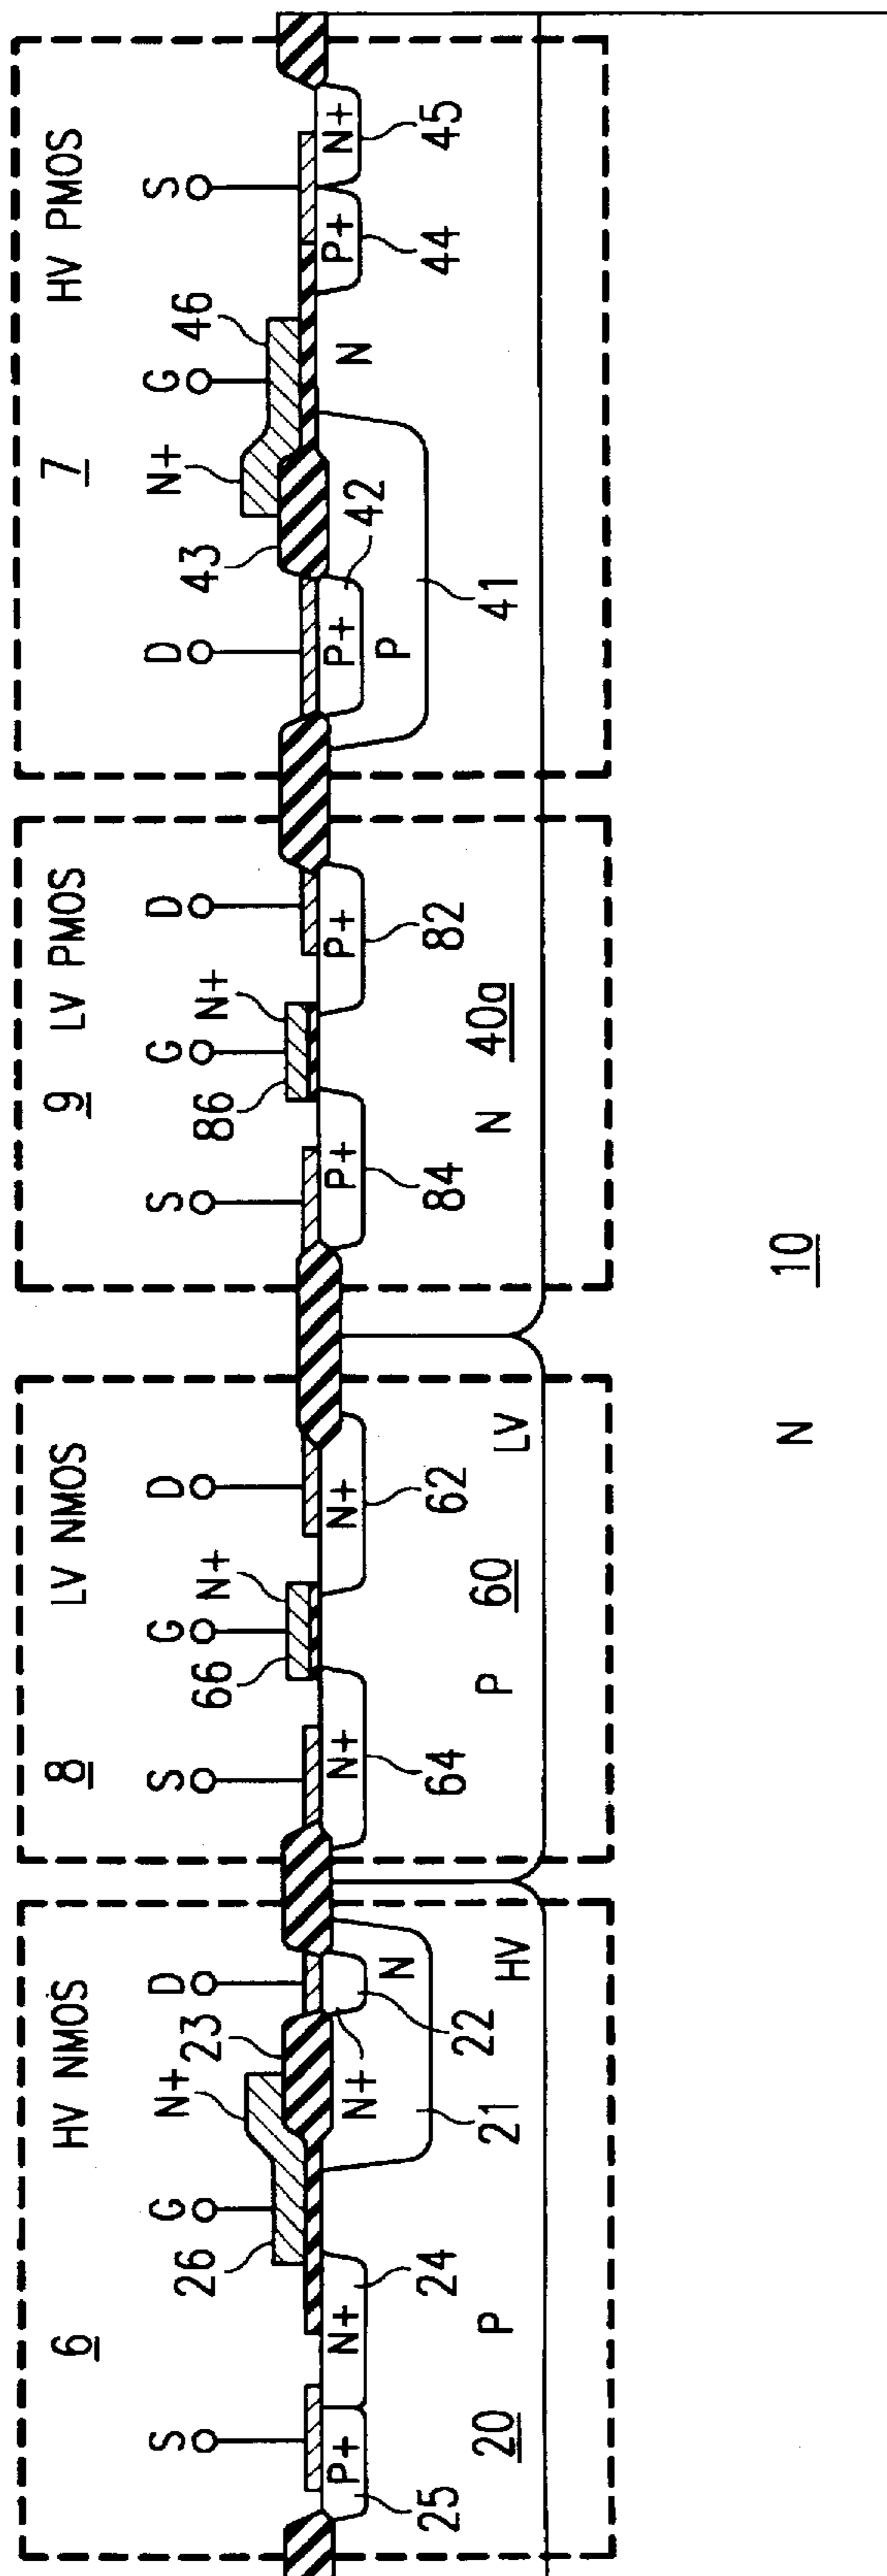 HV NMOS
6
S
G
D
26
N+
23
P+
N+
N+
N
25
24
21
22
20
P
HV
LV NMOS
8
S
G
D
66
N+
N+
N+
64
62
P
60
LV
LV PMOS
9
S
G
D
86
N+
P+
P+
84
82
N
40a
HV PMOS
7
D
G
S
43
N+
46
P+
42
N
P+
N+
P
41
44
45
N
10